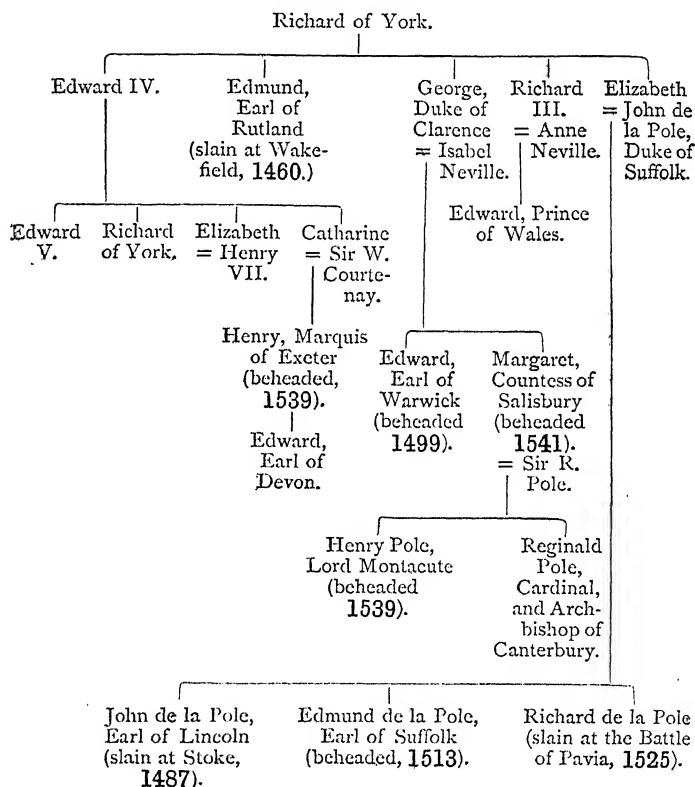 Richard of York.
Edward IV.
Edmund,
Earl of
Rutland
(slain at Wake-
field, 1460.)
George,
Duke of
Clarence
= Isabel
Neville.
Richard
III.
= Anne
Neville.
Elizabeth
= John de
la Pole,
Duke of
Suffolk.
Edward, Prince
of Wales.
Edward
V.
Richard
of York.
Elizabeth
= Henry
VII.
Catharine
= Sir W.
Courte-
nay.
Henry, Marquis
of Exeter
(beheaded,
1539).
Edward,
Earl of
Devon.
Edward,
Earl of
Warwick
(beheaded
1499).
Margaret,
Countess of
Salisbury
(beheaded
1541).
= Sir R.
Pole.
Henry Pole,
Lord Montacute
(beheaded
1539).
Reginald
Pole,
Cardinal,
and Arch-
bishop of
Canterbury.
John de la Pole,
Earl of Lincoln
(slain at Stoke,
1487).
Edmund de la Pole,
Earl of Suffolk
(beheaded, 1513).
Richard de la Pole
(slain at the Battle
of Pavia, 1525).